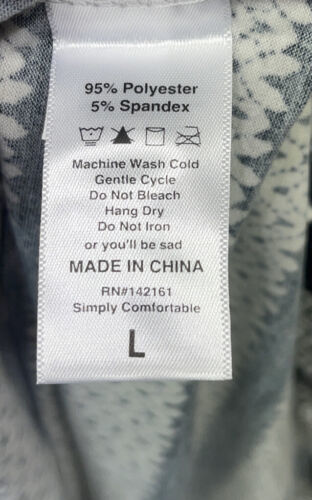 95% Polyester
5% Spandex
Machine Wash Cold
Gentle Cycle
Do Not Bleach
Hang Dry
Do Not Iron
or you'll be sad
MADE IN CHINA
RN#142161
Simply Comfortable
L